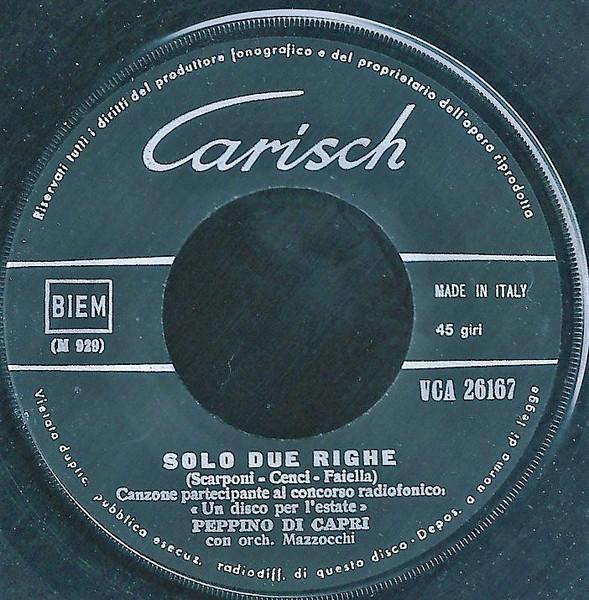 Riservati tutti i diritti del produttore fonografico e del proprietario dell'opera riprodotta
Carisch
BIEM
(M 929)
MADE IN ITALY
45 giri
VCA 26167
SOLO DUE RIGHE
(Scarponi - Cenci - Faiella)
Canzone partecipante al concorso radiofonico:
« Un disco per l'estate »
PEPPINO DI CAPRI
con orch. Mazzocchi
Vietata duplic. pubblica esecuz. radiodiff. di questo disco - Depos. a norma di legge